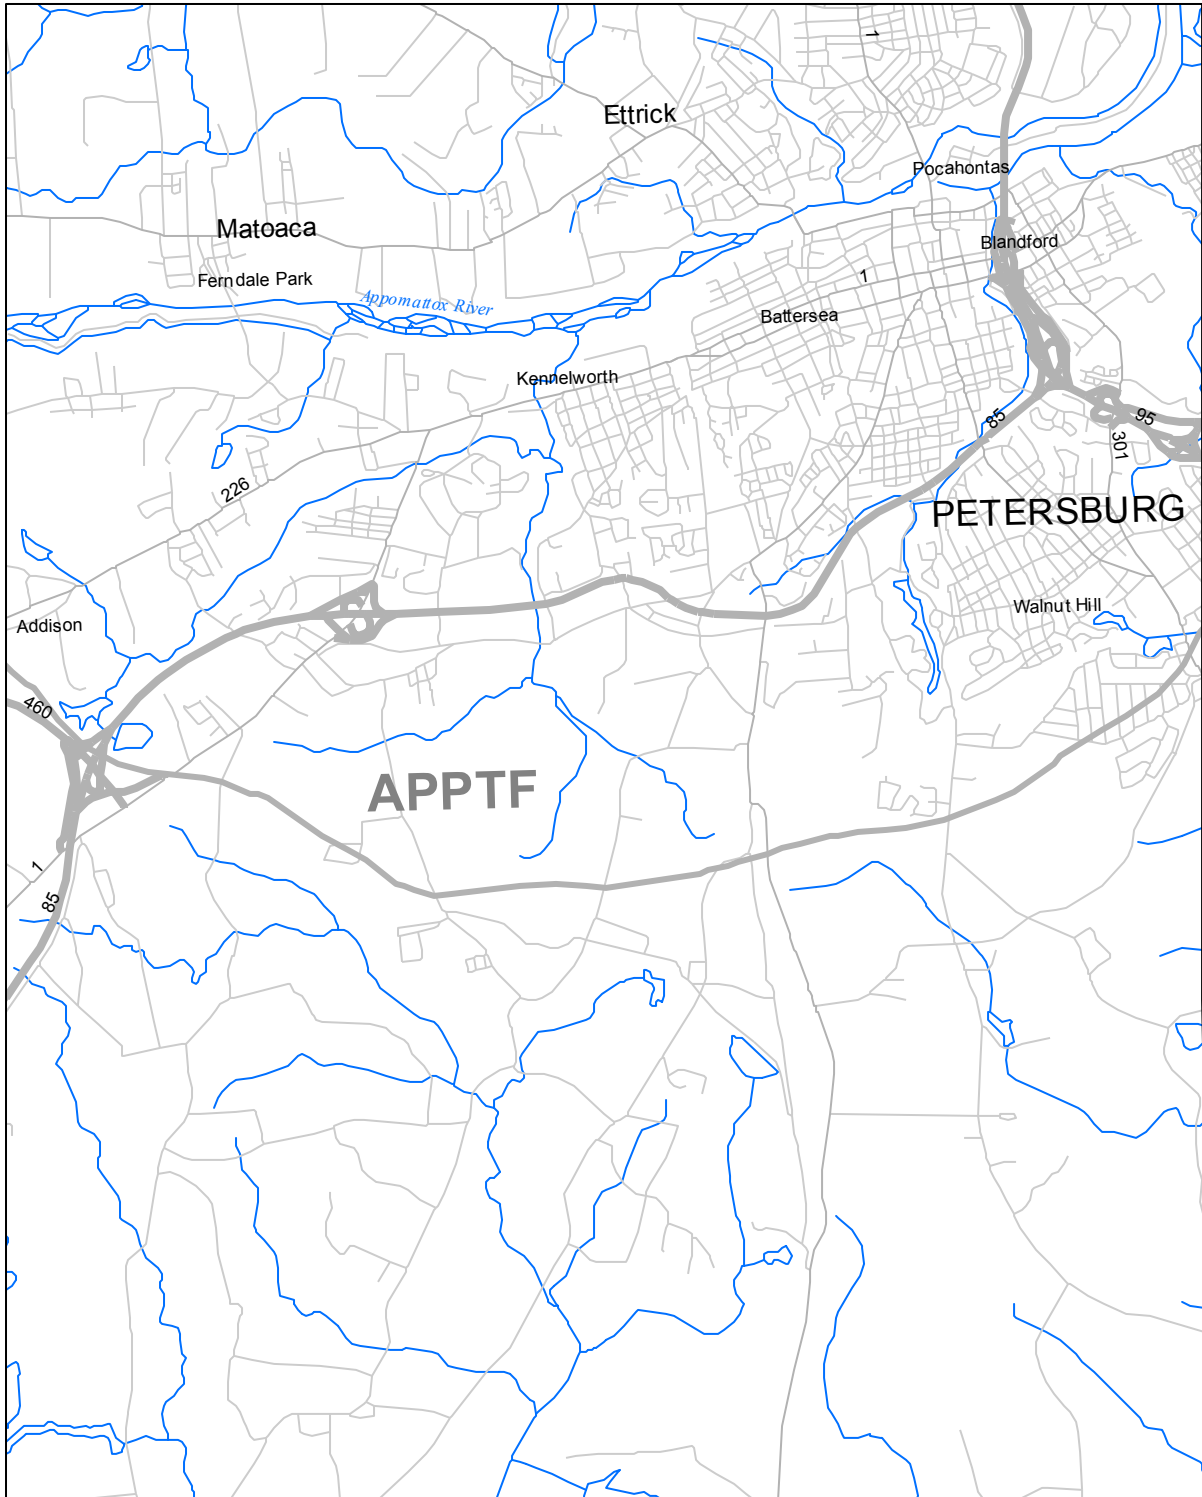 1
Ettrick
Pocahontas
Matoaca
Blandford
Ferndale Park
1
Appomattox River
Battersea
Kennelworth
85
95
301
226
PETERSBURG
Walnut Hill
Addison
460
APPTF
1
85